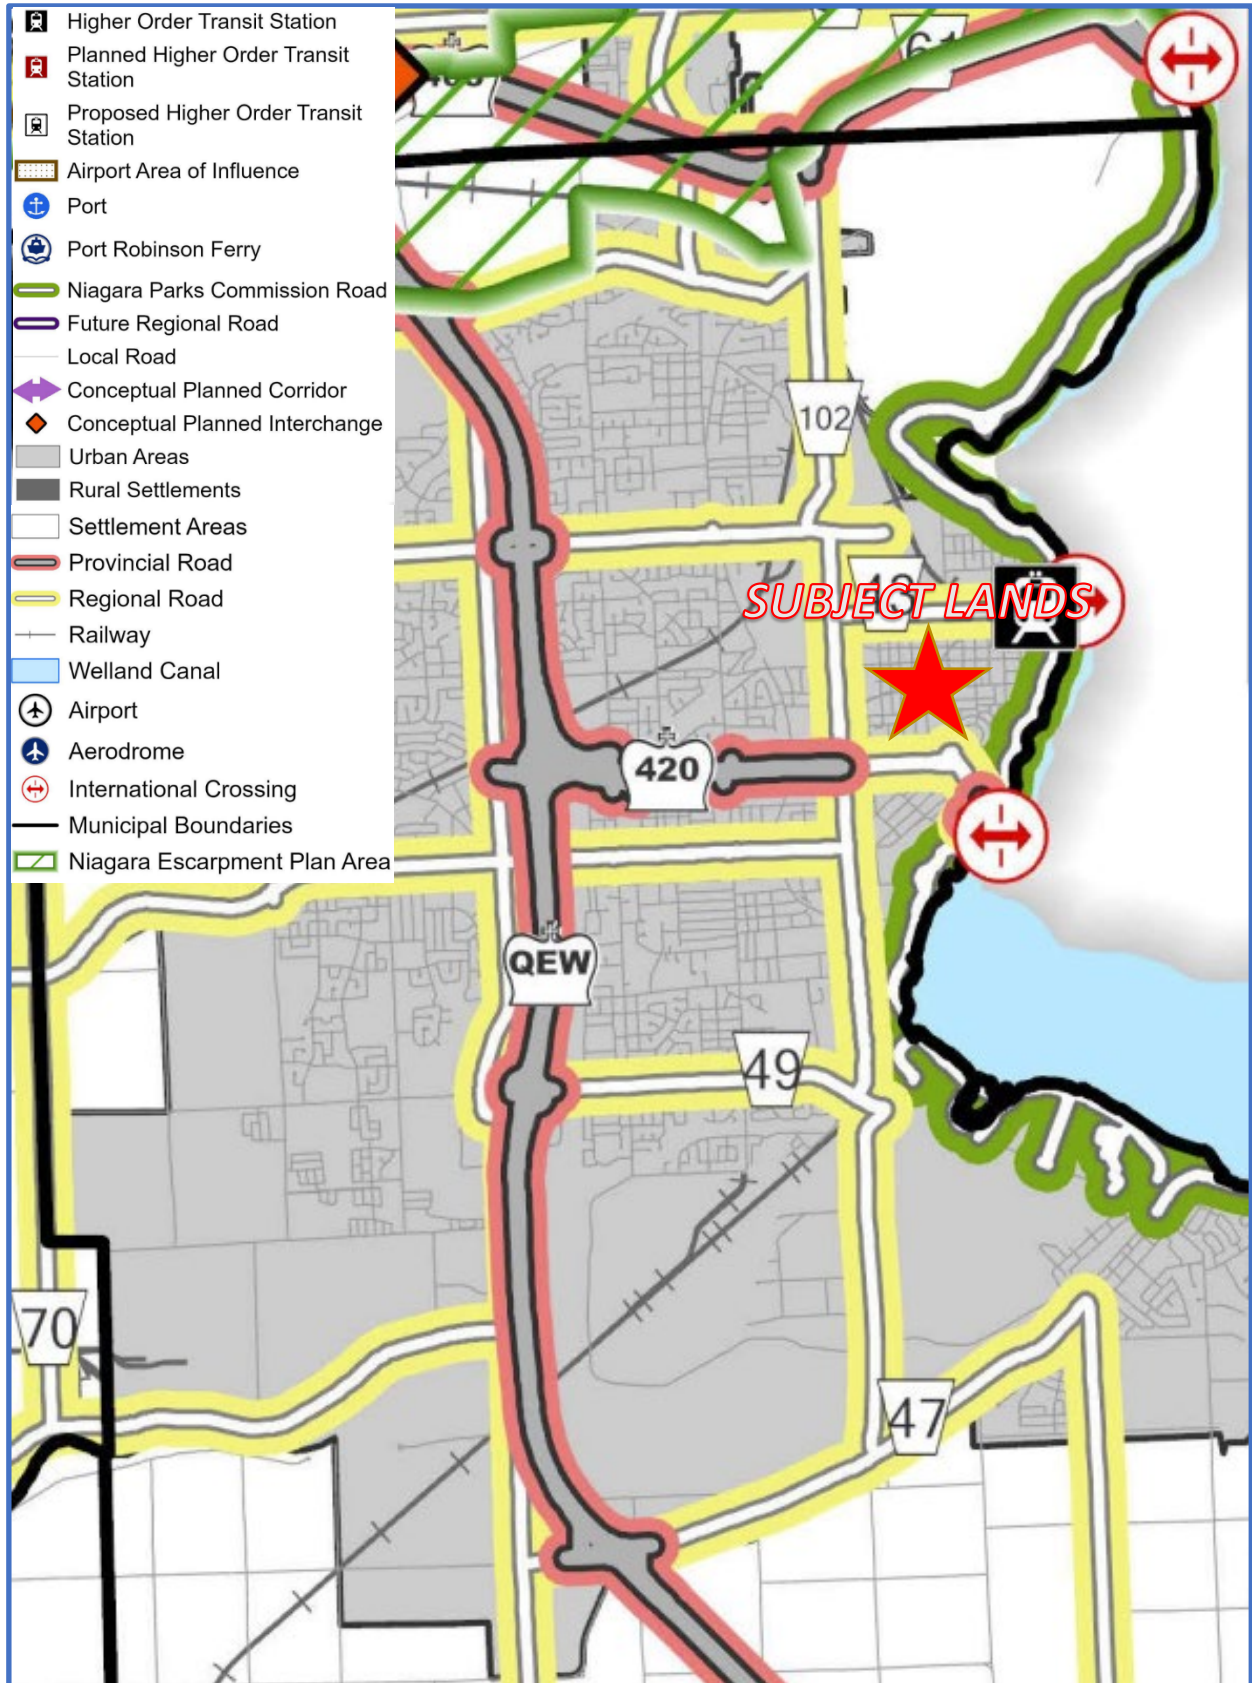 Higher Order Transit Station
Planned Higher Order Transit
Station
Proposed Higher Order Transit
Station
Airport Area of Influence
Port
Port Robinson Ferry
Niagara Parks Commission Road
Future Regional Road
Local Road
Conceptual Planned Corridor
Conceptual Planned Interchange
Urban Areas
Rural Settlements
Settlement Areas
Provincial Road
Regional Road
Railway
Welland Canal
Airport
Aerodrome
International Crossing
Municipal Boundaries
Niagara Escarpment Plan Area
61
102
SUBJECT LANDS
420
QEW
49
70
47